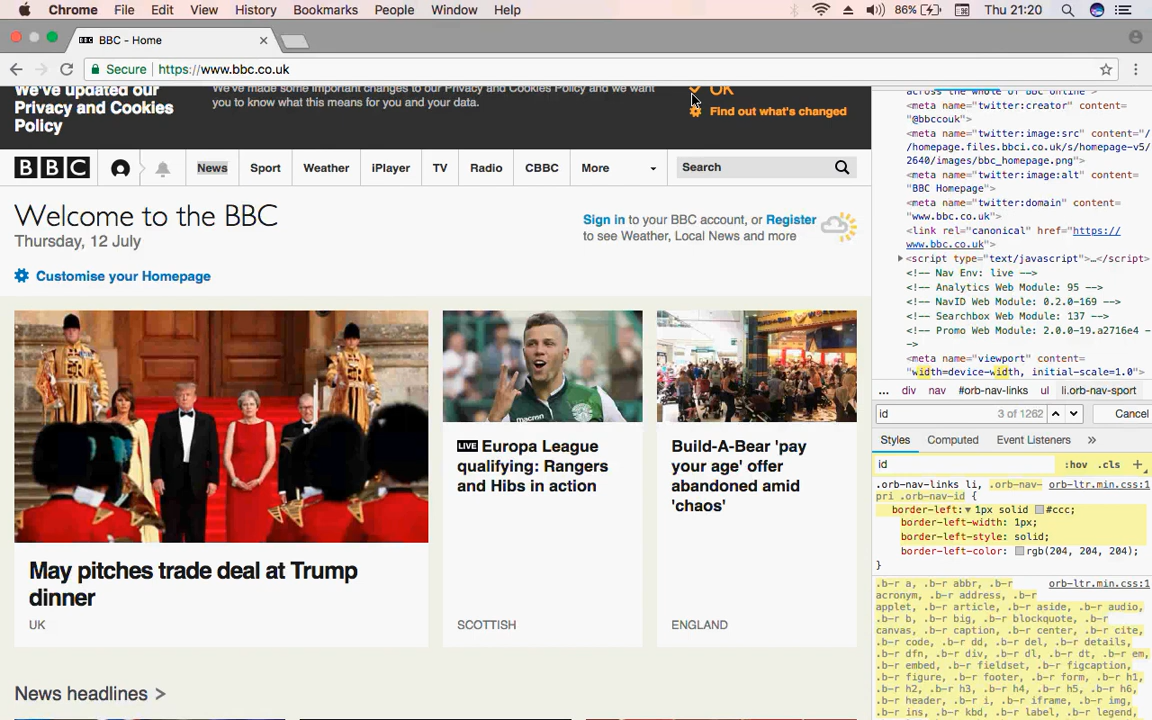 Chrome File Edit View History Bookmarks People Window Help 86% Thu 21:20
BBC - Home
Secure https://www.bbc.co.uk
We've updated our
Privacy and Cookies
Policy
We've made some important changes to our Privacy and Cookies Policy and we want
you to know what this means for you and your data.
OK
Find out what's changed
BBC News Sport Weather iPlayer TV Radio CBBC More Search
Welcome to the BBC
Thursday, 12 July
Sign in to your BBC account, or Register
to see Weather, Local News and more
Customise your Homepage
May pitches trade deal at Trump
dinner
UK
LIVE Europa League
qualifying: Rangers
and Hibs in action
SCOTTISH
Build-A-Bear 'pay
your age' offer
abandoned amid
'chaos'
ENGLAND
News headlines >
across the whole of BBC online">
<meta name="twitter:creator" content=
"@bbccouk">
<meta name="twitter:image:src" content="/
/homepage.files.bbci.co.uk/s/homepage-v5/
2640/images/bbc_homepage.png">
<meta name="twitter:image:alt" content=
"BBC Homepage">
<meta name="twitter:domain" content=
"www.bbc.co.uk">
<link rel="canonical" href="https://
www.bbc.co.uk">
<script type="text/javascript">…</script>
<!-- Nav Env: live -->
<!-- Analytics Web Module: 95 -->
<!-- NavID Web Module: 0.2.0-169 -->
<!-- Searchbox Web Module: 137 -->
<!-- Promo Web Module: 2.0.0-19.a2716e4 --
>
<meta name="viewport" content=
"width=device-width, initial-scale=1.0">
... div nav #orb-nav-links ul li.orb-nav-sport
id 3 of 1262 Cancel
Styles Computed Event Listeners »
id :hov .cls +
.orb-nav-links li, .orb-nav- orb-ltr.min.css:1
pri .orb-nav-id {
border-left: 1px solid #ccc;
border-left-width: 1px;
border-left-style: solid;
border-left-color: rgb(204, 204, 204);
}
.b-r a, .b-r abbr, .b-r orb-ltr.min.css:1
acronym, .b-r address, .b-r
applet, .b-r article, .b-r aside, .b-r audio,
.b-r b, .b-r big, .b-r blockquote, .b-r
canvas, .b-r caption, .b-r center, .b-r cite,
.b-r code, .b-r dd, .b-r del, .b-r details,
.b-r dfn, .b-r div, .b-r dl, .b-r dt, .b-r em,
.b-r embed, .b-r fieldset, .b-r figcaption,
.b-r figure, .b-r footer, .b-r form, .b-r h1,
.b-r h2, .b-r h3, .b-r h4, .b-r h5, .b-r h6,
.b-r header, .b-r i, .b-r iframe, .b-r img,
.b-r ins, .b-r kbd, .b-r label, .b-r legend,